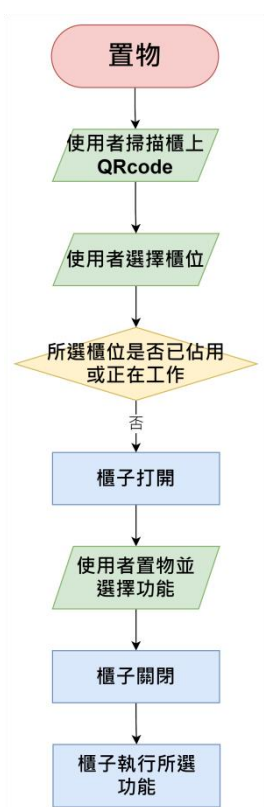 置物
使用者掃描櫃上
QRcode
使用者選擇櫃位
所選櫃位是否已佔用
或正在工作
否
櫃子打開
使用者置物並
選擇功能
櫃子關閉
櫃子執行所選
功能